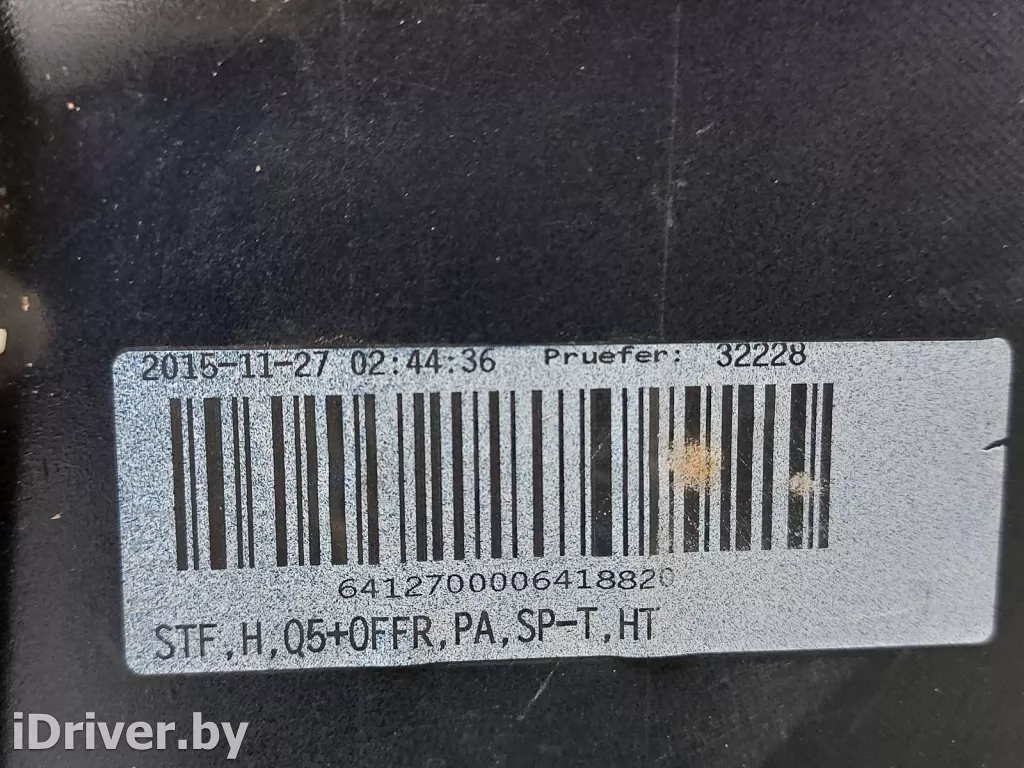 2015-11-27 02:44:36 Pruefer: 32228
6412700006418820
STF,H,Q5+OFFR,PA,SP-T,HT
iDriver.by